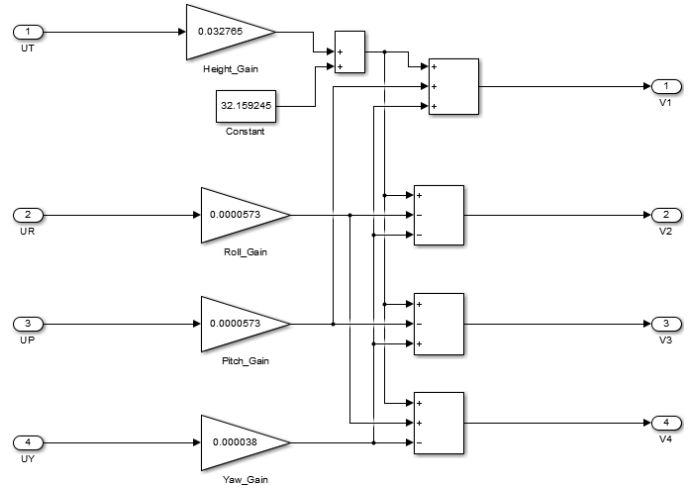 1
UT
0.032765
Height_Gain
+
+
32.159245
Constant
+
+
+
1
V1
2
UR
0.0000573
Roll_Gain
+
−
−
2
V2
3
UP
0.0000573
Pitch_Gain
+
−
+
3
V3
4
UY
0.000038
Yaw_Gain
+
+
−
4
V4